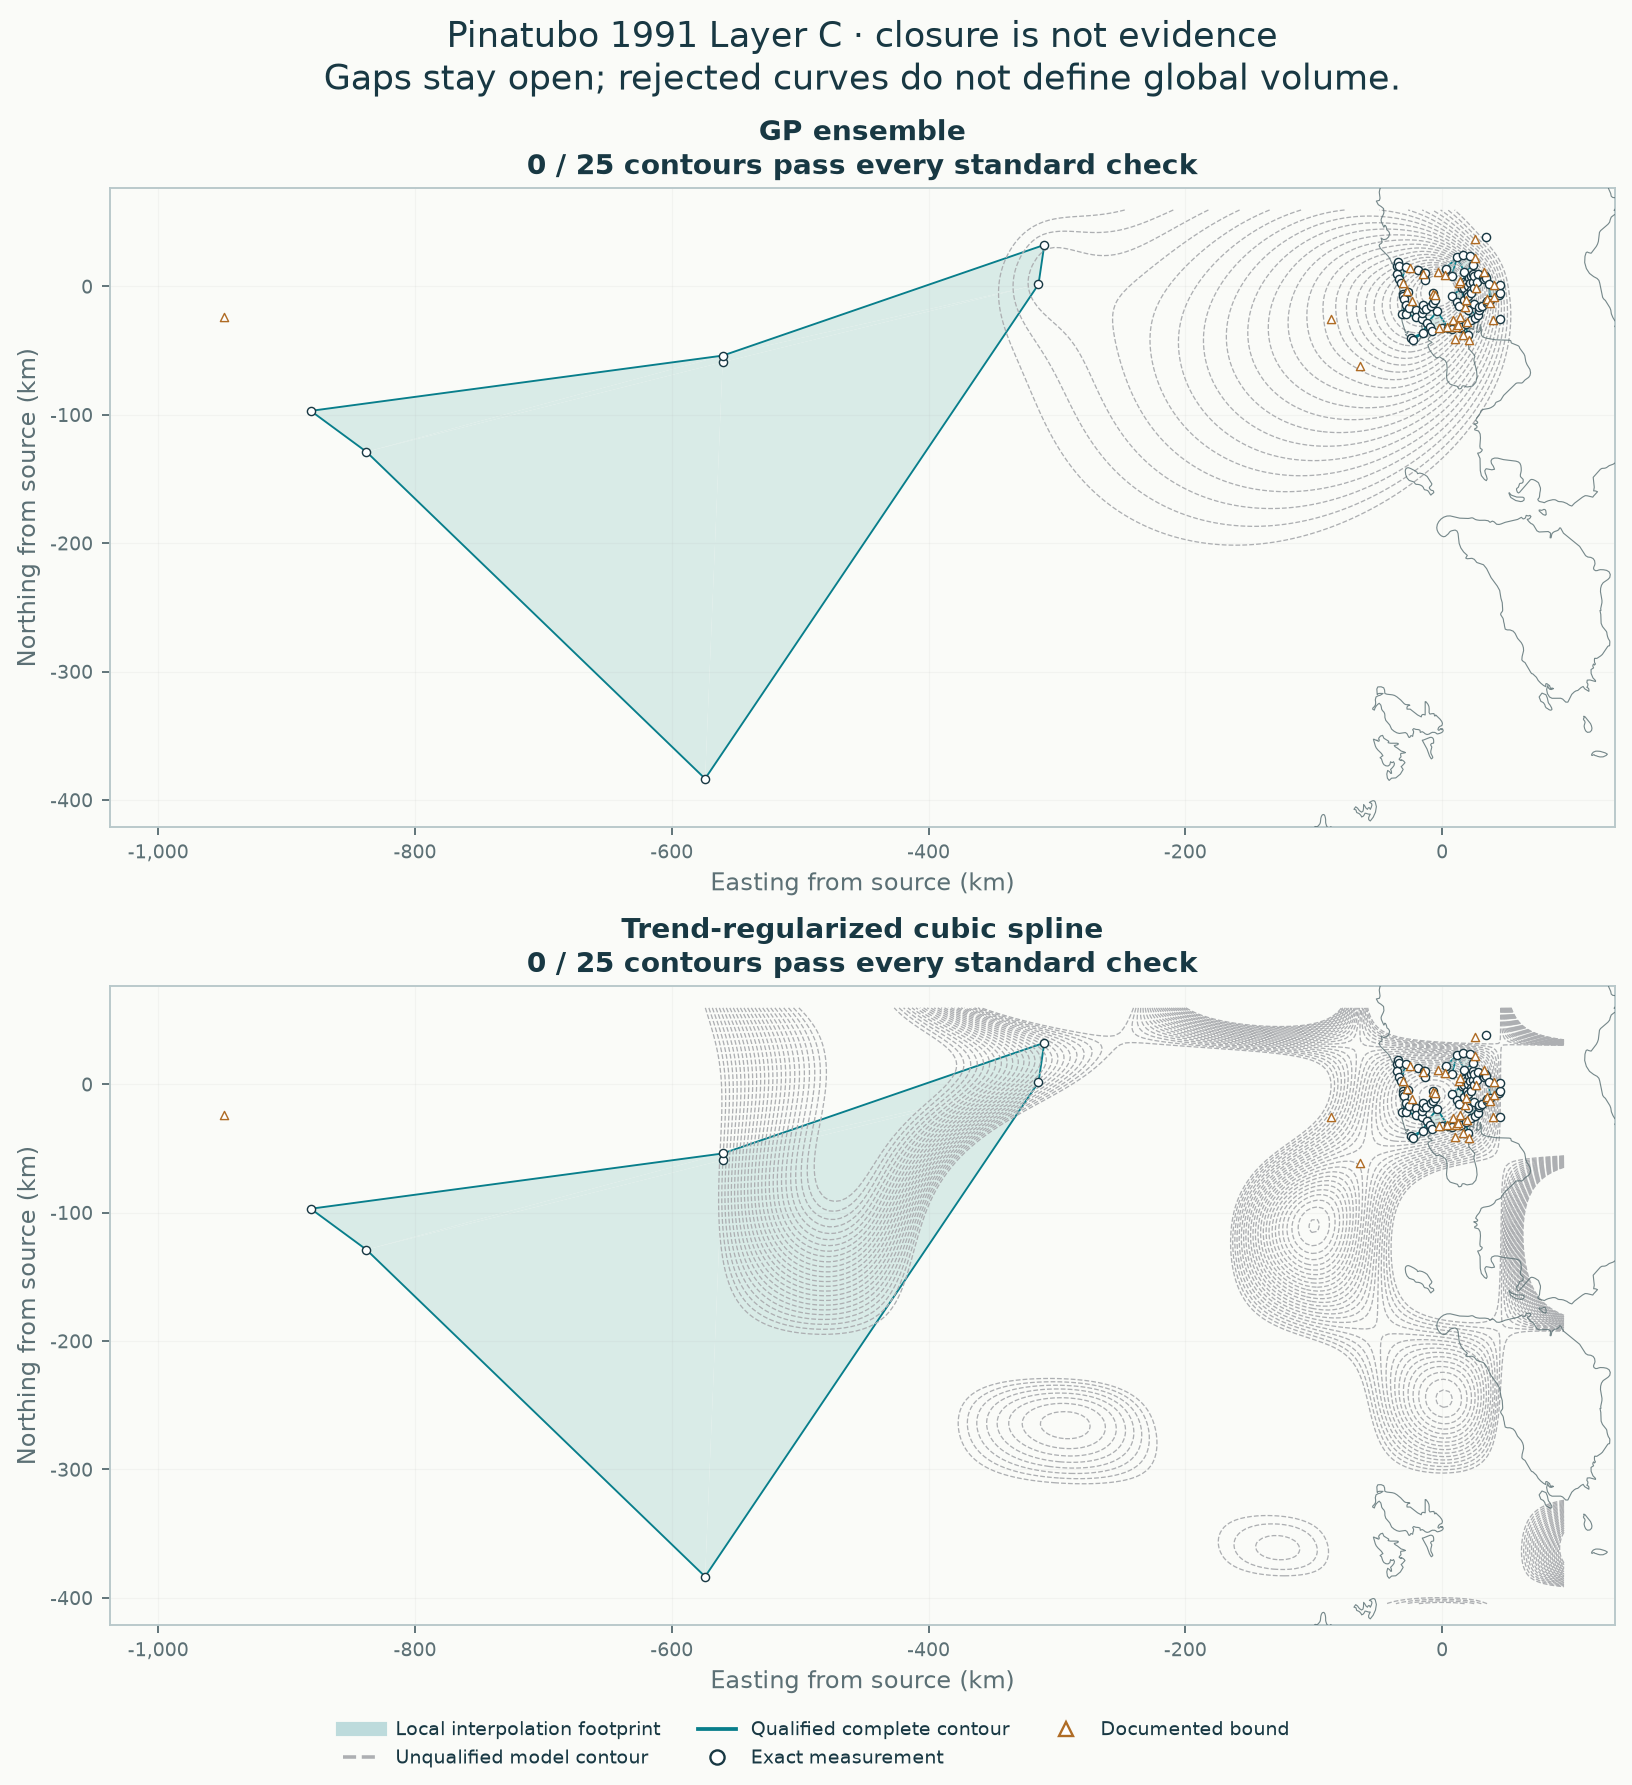 Pinatubo 1991 Layer C · closure is not evidence
Gaps stay open; rejected curves do not define global volume.
GP ensemble
0 / 25 contours pass every standard check
Northing from source (km)
0
-100
-200
-300
-400
-1,000
-800
-600
-400
-200
0
Easting from source (km)
Trend-regularized cubic spline
0 / 25 contours pass every standard check
Northing from source (km)
0
-100
-200
-300
-400
-1,000
-800
-600
-400
-200
0
Easting from source (km)
Local interpolation footprint
Qualified complete contour
Documented bound
Unqualified model contour
Exact measurement